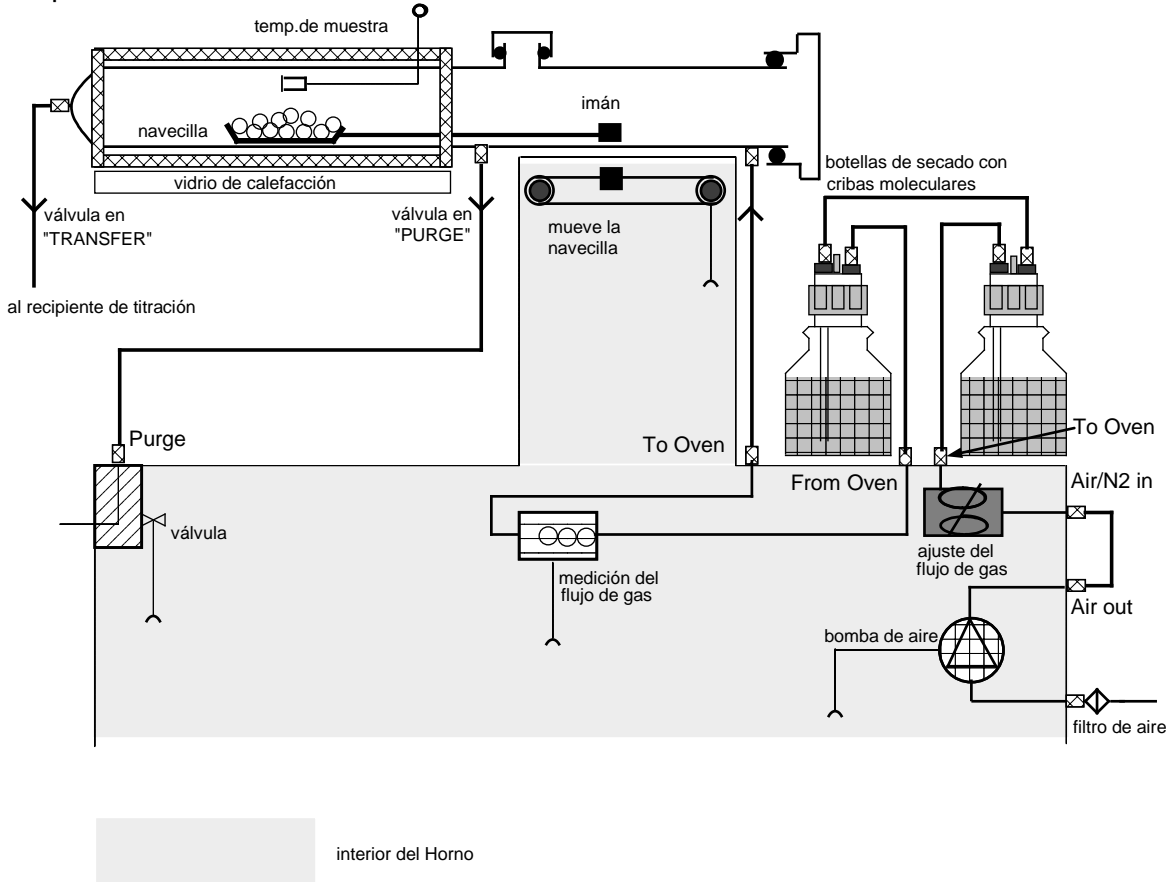 temp.de muestra
imán
navecilla
vidrio de calefacción
botellas de secado con
cribas moleculares
válvula en
"TRANSFER"
válvula en
"PURGE"
mueve la
navecilla
al recipiente de titración
Purge
To Oven
To Oven
From Oven
Air/N2 in
válvula
medición del
flujo de gas
ajuste del
flujo de gas
Air out
bomba de aire
filtro de aire
interior del Horno